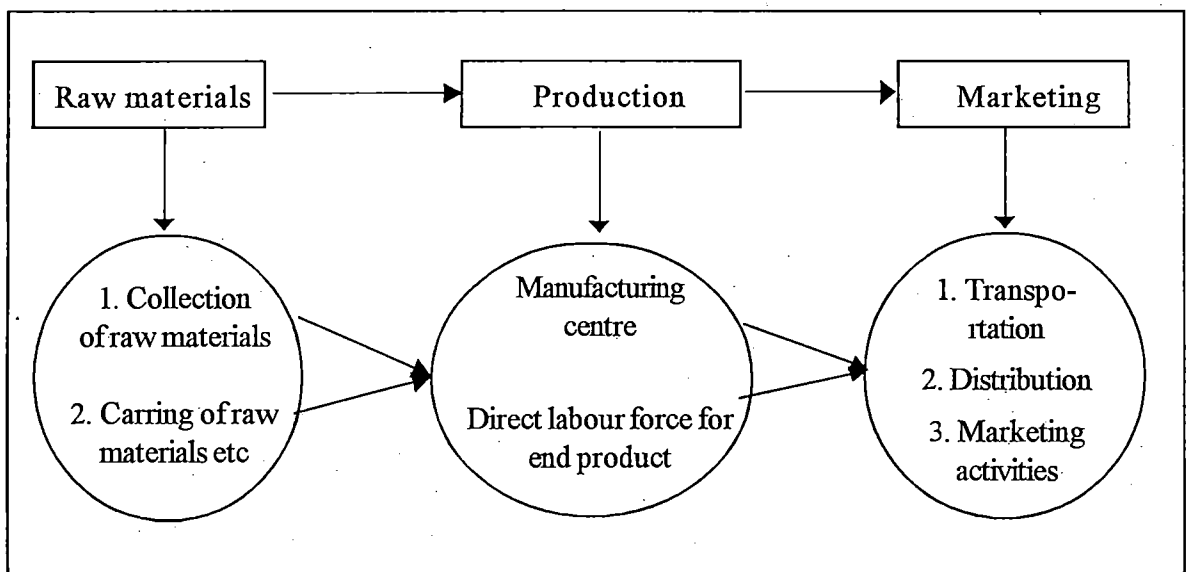 Raw materials
Production
Marketing
1. Collection
of raw materials
2. Carring of raw
materials etc
Manufacturing
centre
Direct labour force for
end product
1. Transpo-
rtation
2. Distribution
3. Marketing
activities